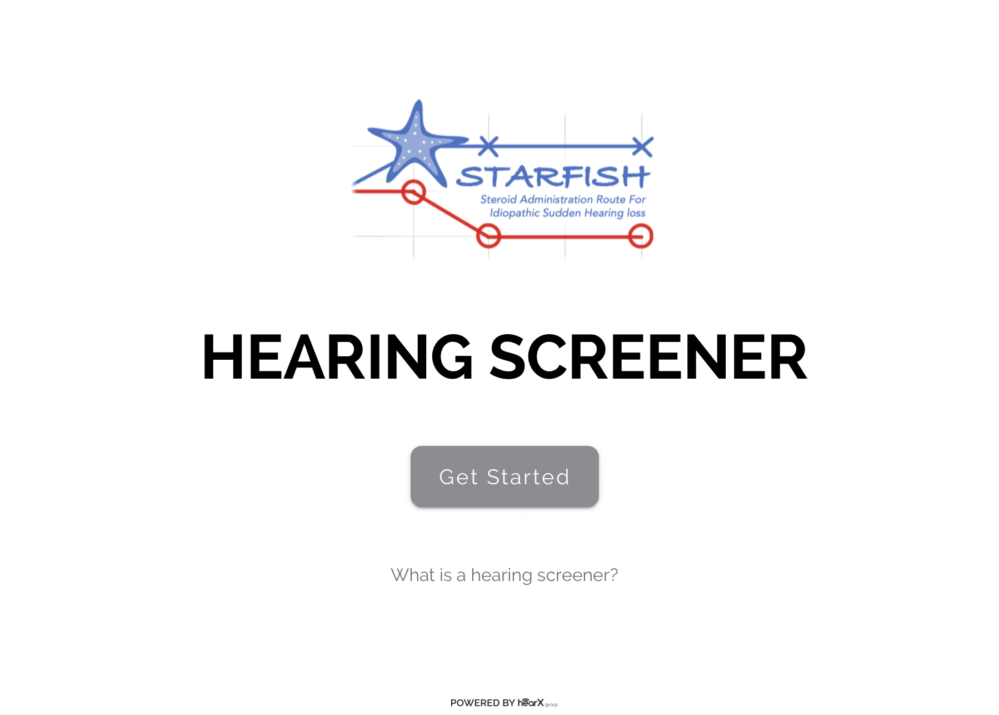 STARFISH
Steroid Administration Route For
Idiopathic Sudden Hearing loss
HEARING SCREENER
Get Started
What is a hearing screener?
POWERED BY hearX group